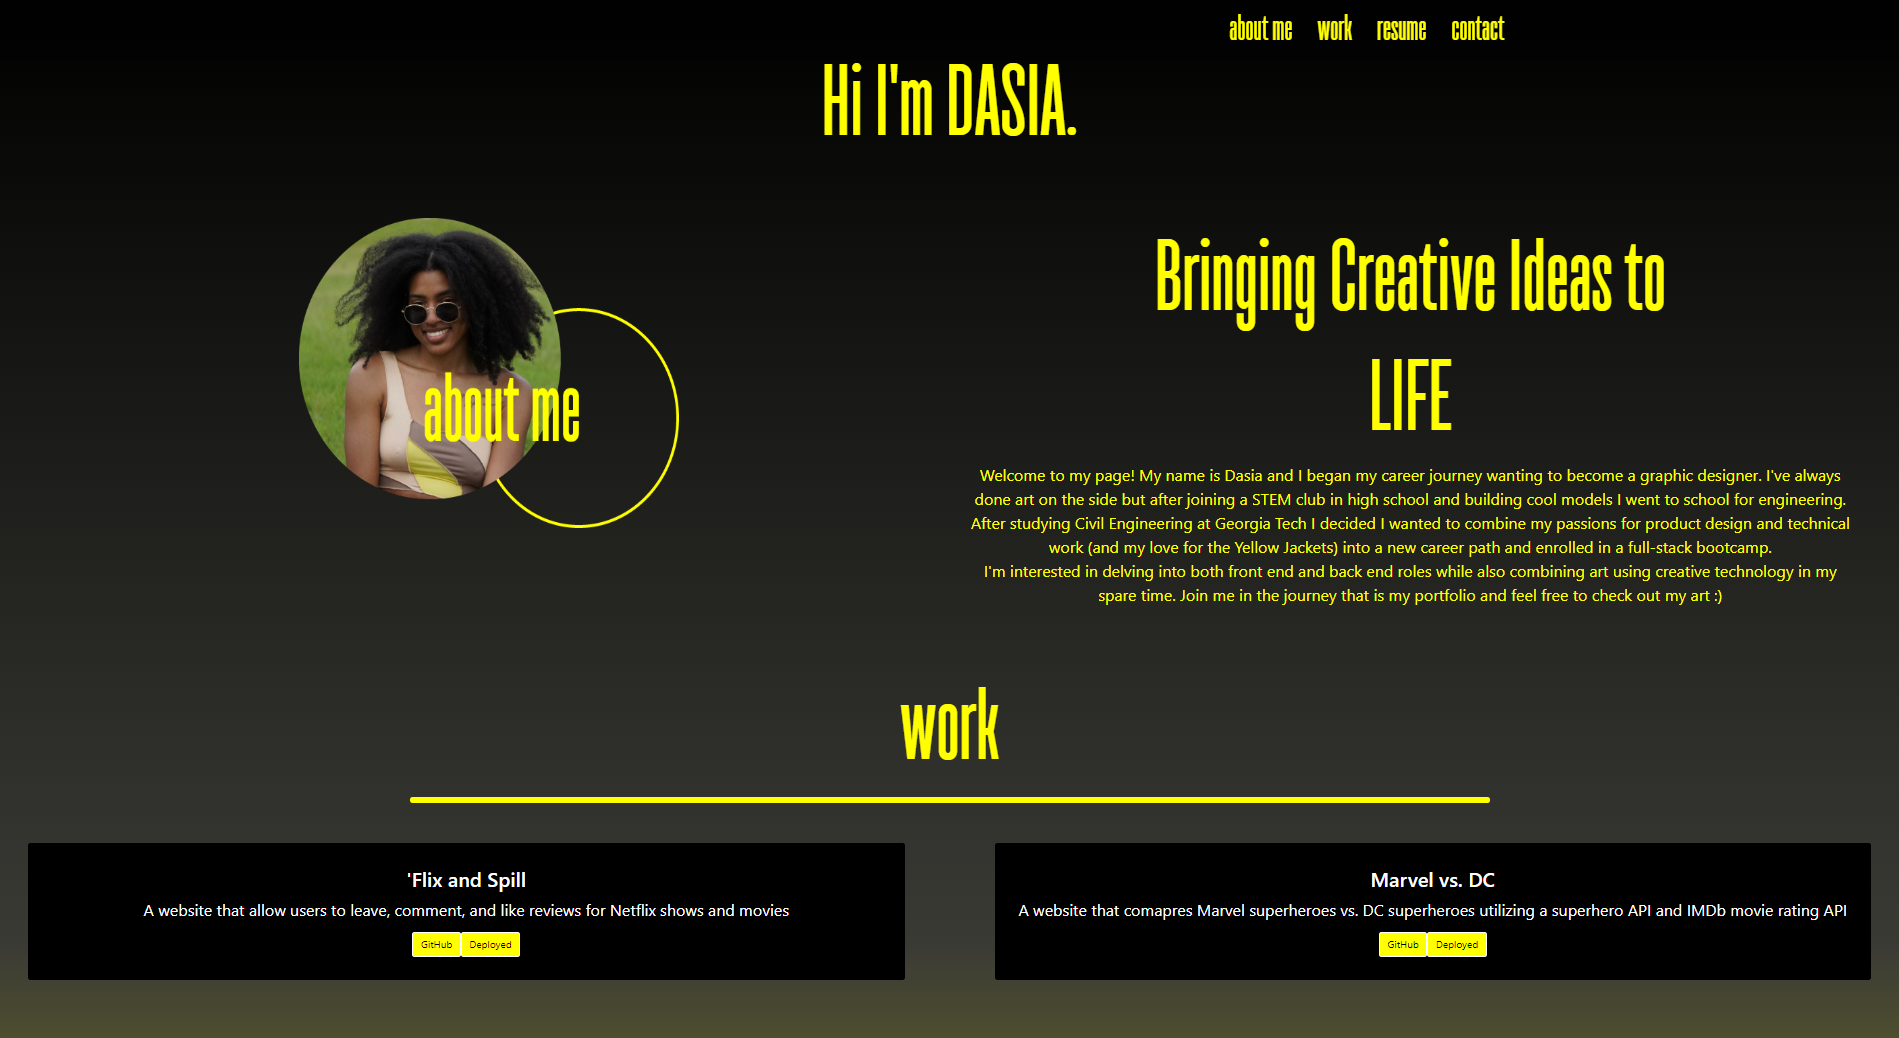 about me work resume contact
Hi I'm DASIA.
about me
Bringing Creative Ideas to
LIFE
Welcome to my page! My name is Dasia and I began my career journey wanting to become a graphic designer. I've always
done art on the side but after joining a STEM club in high school and building cool models I went to school for engineering.
After studying Civil Engineering at Georgia Tech I decided I wanted to combine my passions for product design and technical
work (and my love for the Yellow Jackets) into a new career path and enrolled in a full-stack bootcamp.
I'm interested in delving into both front end and back end roles while also combining art using creative technology in my
spare time. Join me in the journey that is my portfolio and feel free to check out my art :)
work
'Flix and Spill
A website that allow users to leave, comment, and like reviews for Netflix shows and movies
GitHub Deployed
Marvel vs. DC
A website that comapres Marvel superheroes vs. DC superheroes utilizing a superhero API and IMDb movie rating API
GitHub Deployed